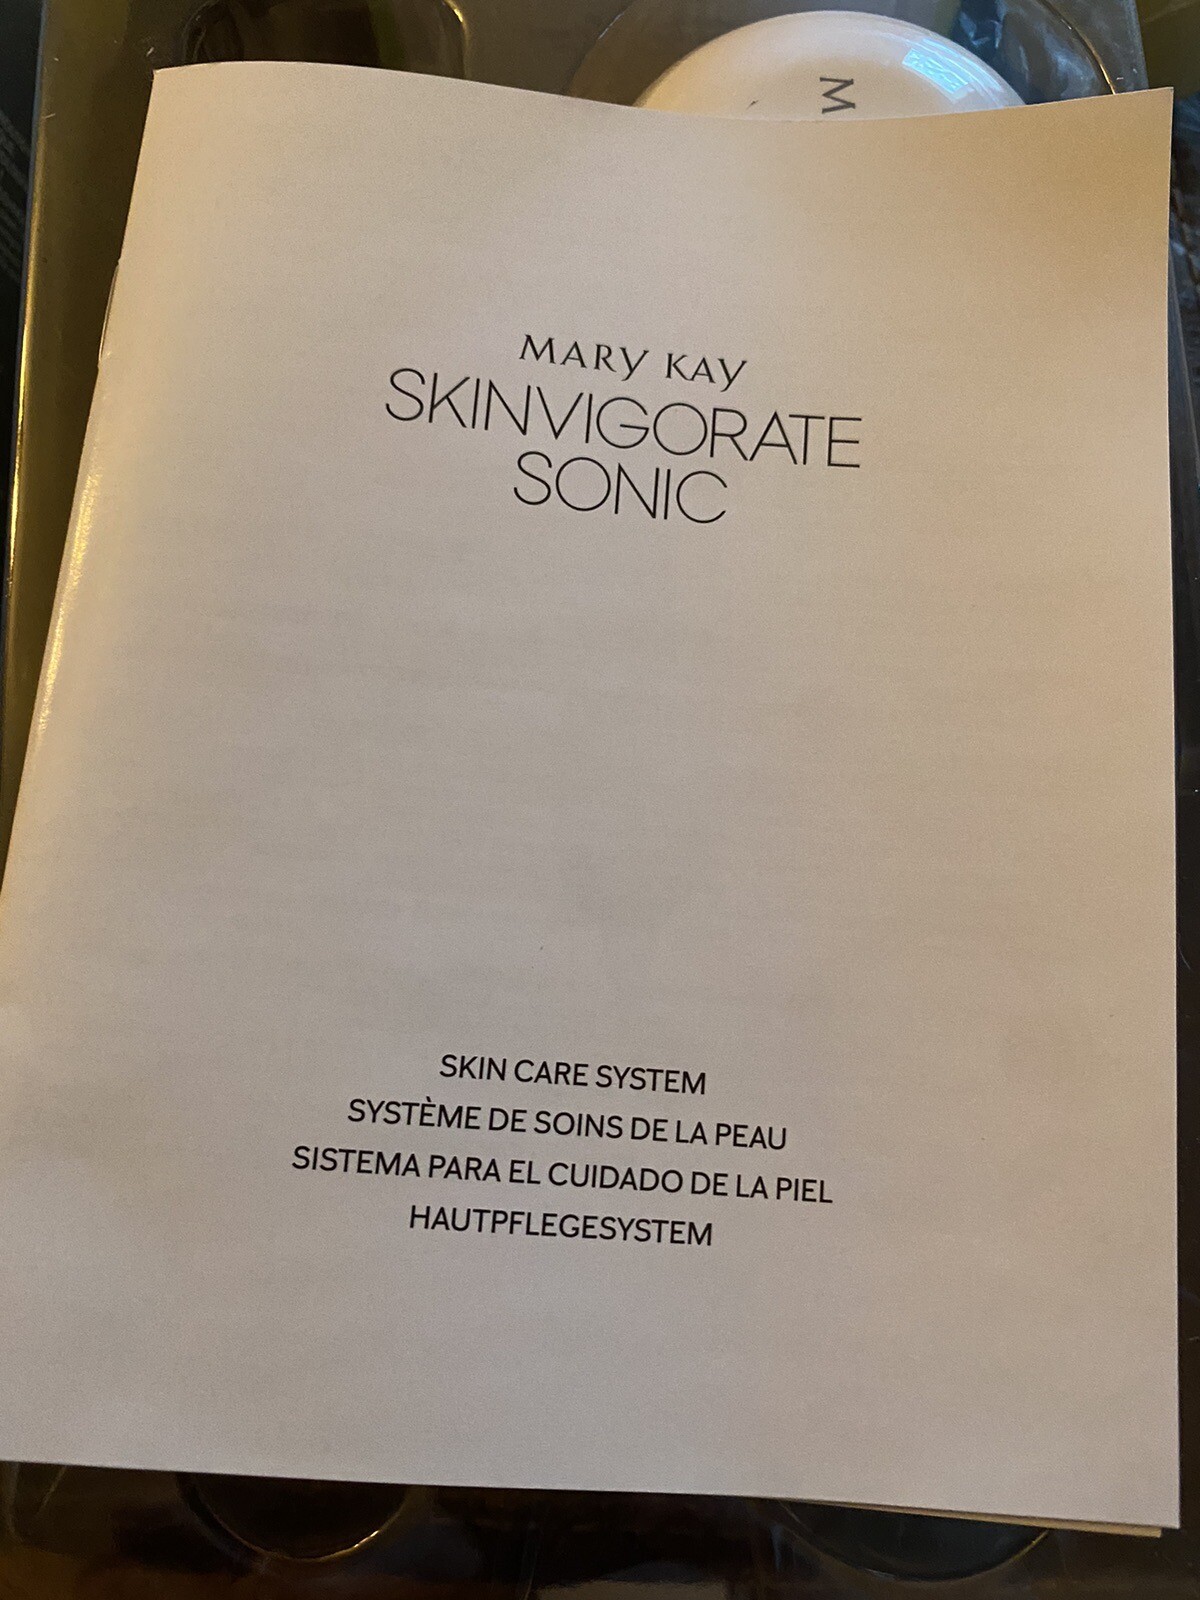 M
MARY KAY
SKINVIGORATE
SONIC
SKIN CARE SYSTEM
SYSTÈME DE SOINS DE LA PEAU
SISTEMA PARA EL CUIDADO DE LA PIEL
HAUTPFLEGESYSTEM